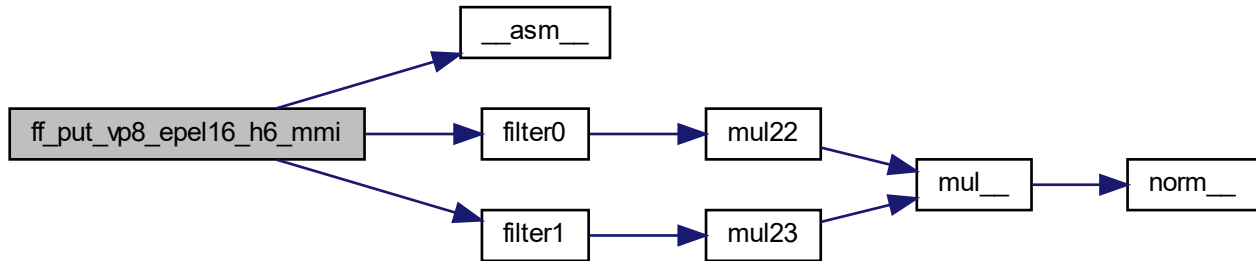 __asm__
ff_put_vp8_epel16_h6_mmi
filter0
mul22
mul__
norm__
filter1
mul23